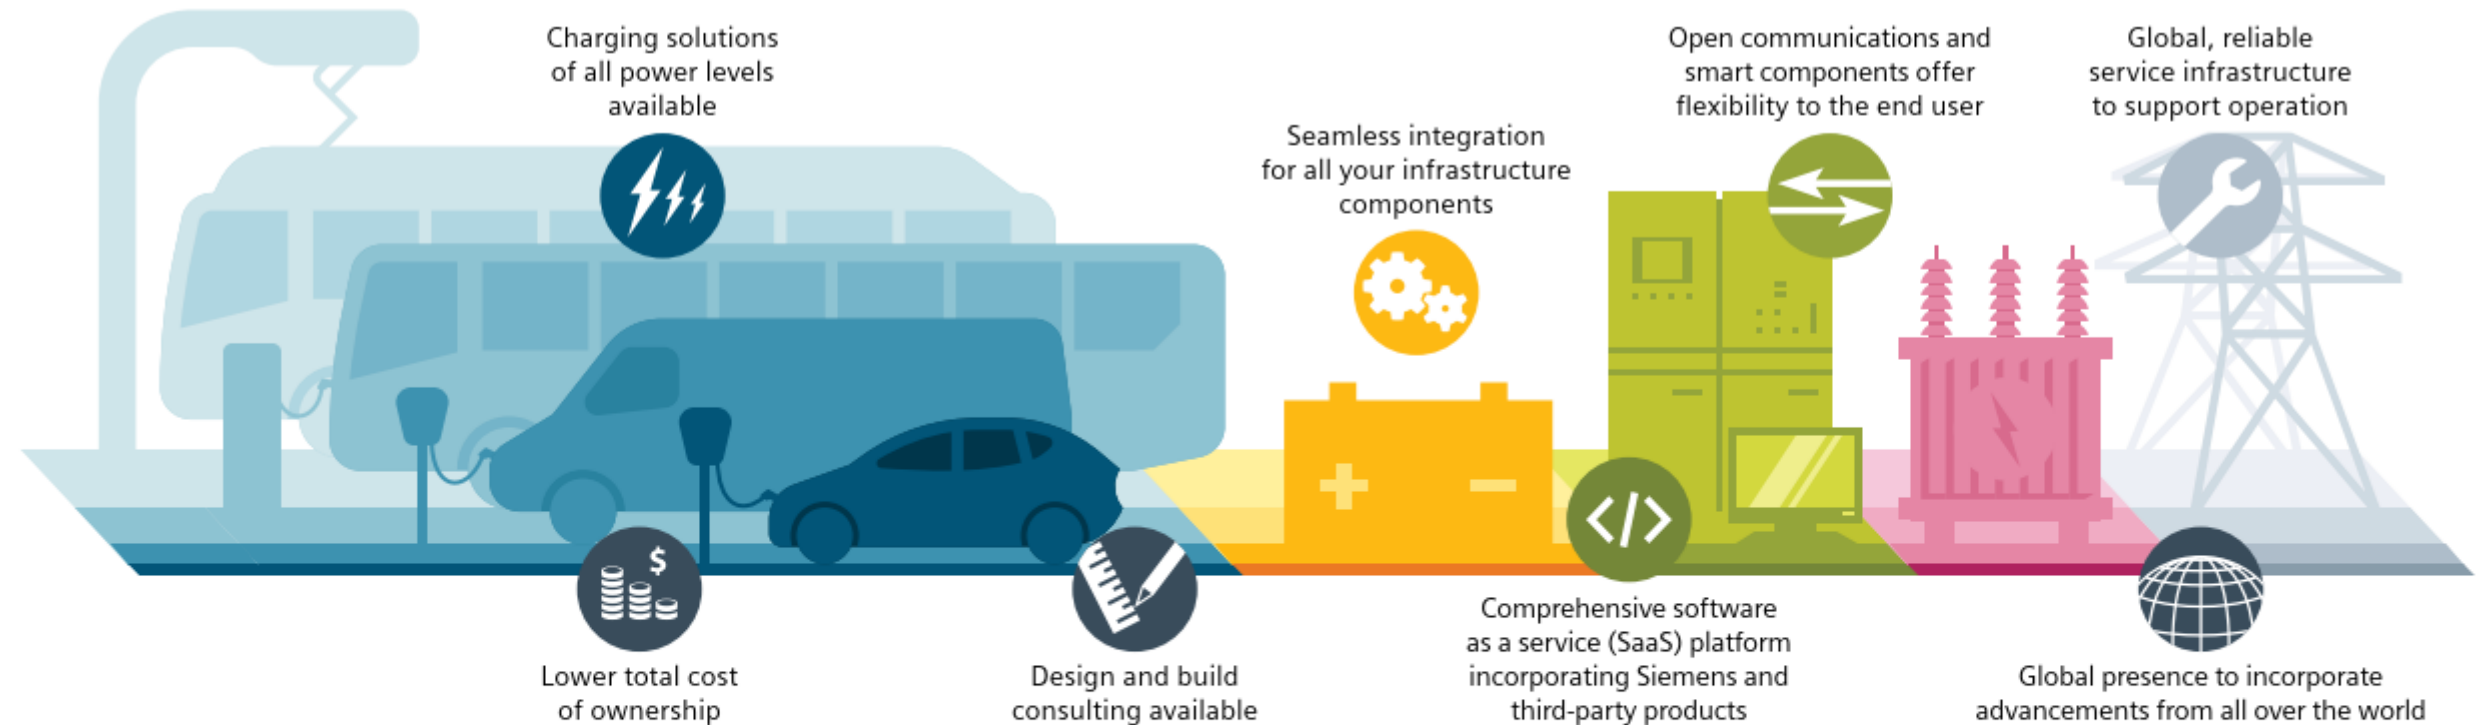 Charging solutions
of all power levels
available
Seamless integration
for all your infrastructure
components
Open communications and
smart components offer
flexibility to the end user
Global, reliable
service infrastructure
to support operation
$
+ -
</>
Lower total cost
of ownership
Design and build
consulting available
Comprehensive software
as a service (SaaS) platform
incorporating Siemens and
third-party products
Global presence to incorporate
advancements from all over the world